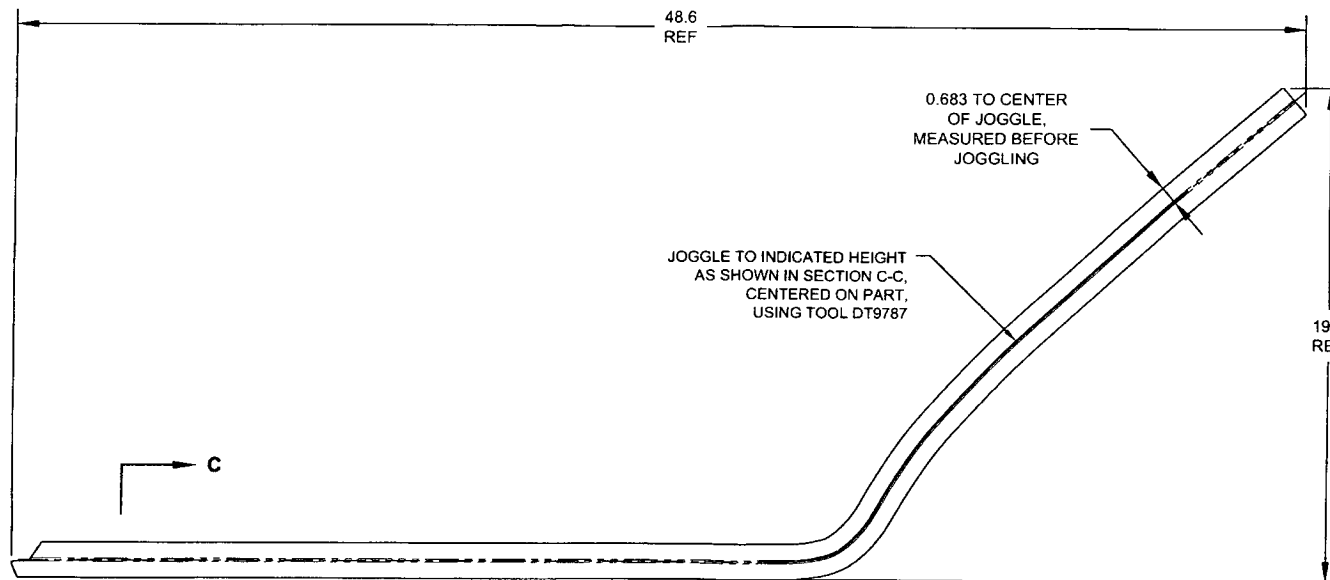 48.6
REF
0.683 TO CENTER
OF JOGGLE,
MEASURED BEFORE
JOGGLING
JOGGLE TO INDICATED HEIGHT
AS SHOWN IN SECTION C-C,
CENTERED ON PART,
USING TOOL DT9787
19
C